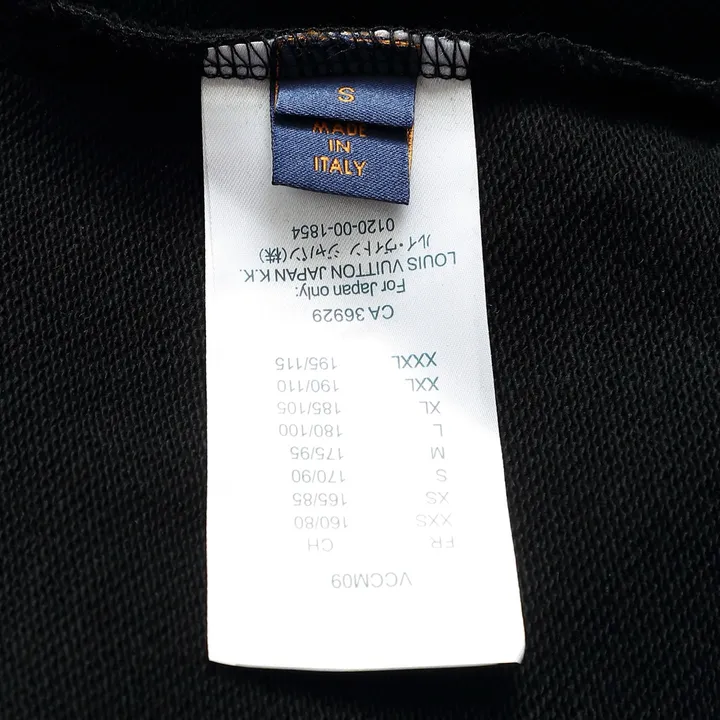 S
MADE
IN
ITALY
VCCM09
FR CH
XXS 160/80
XS 165/85
S 170/90
M 175/95
L 180/100
XL 185/105
XXL 190/110
XXXL 195/115
CA 36929
For Japan only:
LOUIS VUITTON JAPAN K.K.
ルイ・ヴィトン ジャパン(株)
0120-00-1854